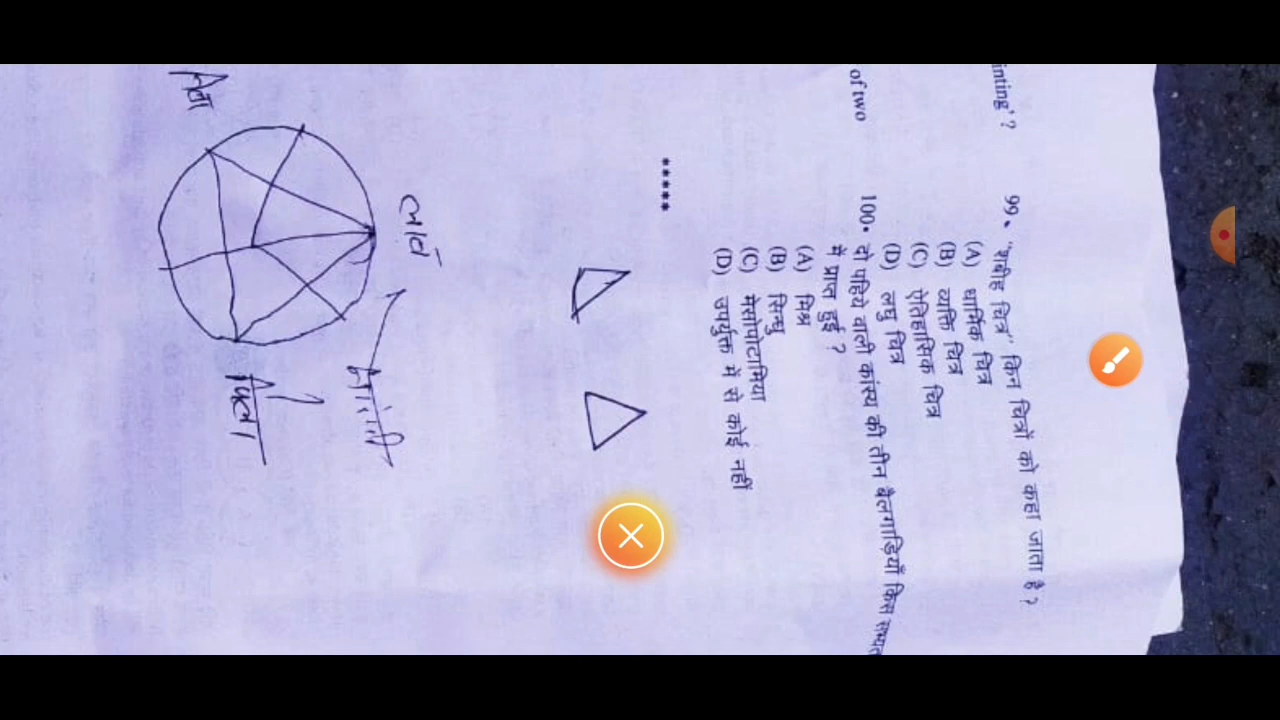 inting' ?
of two
99. "शबीह चित्र" किन चित्रों को कहा जाता है ?
(A) धार्मिक चित्र
(B) व्यक्ति चित्र
(C) ऐतिहासिक चित्र
(D) लघु चित्र
100. दो पहिये वाली कांस्य की तीन बैलगाड़ियाँ किस सभ्यत
में प्राप्त हुई ?
(A) मिश्र
(B) सिन्धु
(C) मेसोपोटामिया
(D) उपर्युक्त में से कोई नहीं
*****